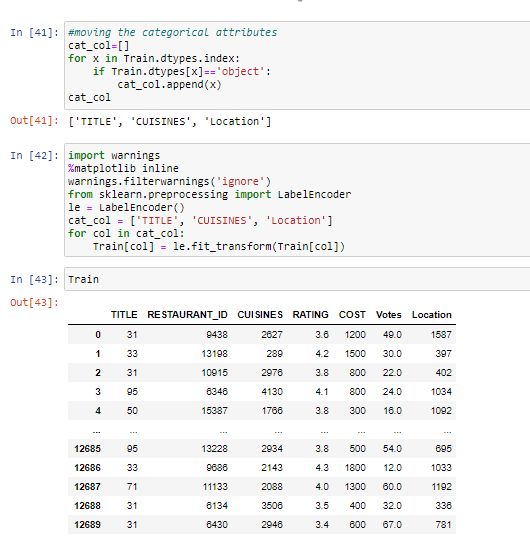 In [41]: #moving the categorical attributes
cat_col=[]
for x in Train.dtypes.index:
    if Train.dtypes[x]=='object':
        cat_col.append(x)
cat_col
Out[41]: ['TITLE', 'CUISINES', 'Location']
In [42]: import warnings
%matplotlib inline
warnings.filterwarnings('ignore')
from sklearn.preprocessing import LabelEncoder
le = LabelEncoder()
cat_col = ['TITLE', 'CUISINES', 'Location']
for col in cat_col:
    Train[col] = le.fit_transform(Train[col])
In [43]: Train
Out[43]:
TITLE RESTAURANT_ID CUISINES RATING COST Votes Location
0 31 9438 2627 3.6 1200 49.0 1587
1 33 13198 289 4.2 1500 30.0 397
2 31 10915 2976 3.8 800 22.0 402
3 95 6346 4130 4.1 800 24.0 1034
4 50 15387 1766 3.8 300 16.0 1092
... ... ... ... ... ... ... ...
12685 95 13228 2934 3.8 500 54.0 695
12686 33 9686 2143 4.3 1800 12.0 1033
12687 71 11133 2088 4.0 1300 60.0 1192
12688 31 6134 3506 3.5 400 32.0 336
12689 31 6430 2946 3.4 600 67.0 781